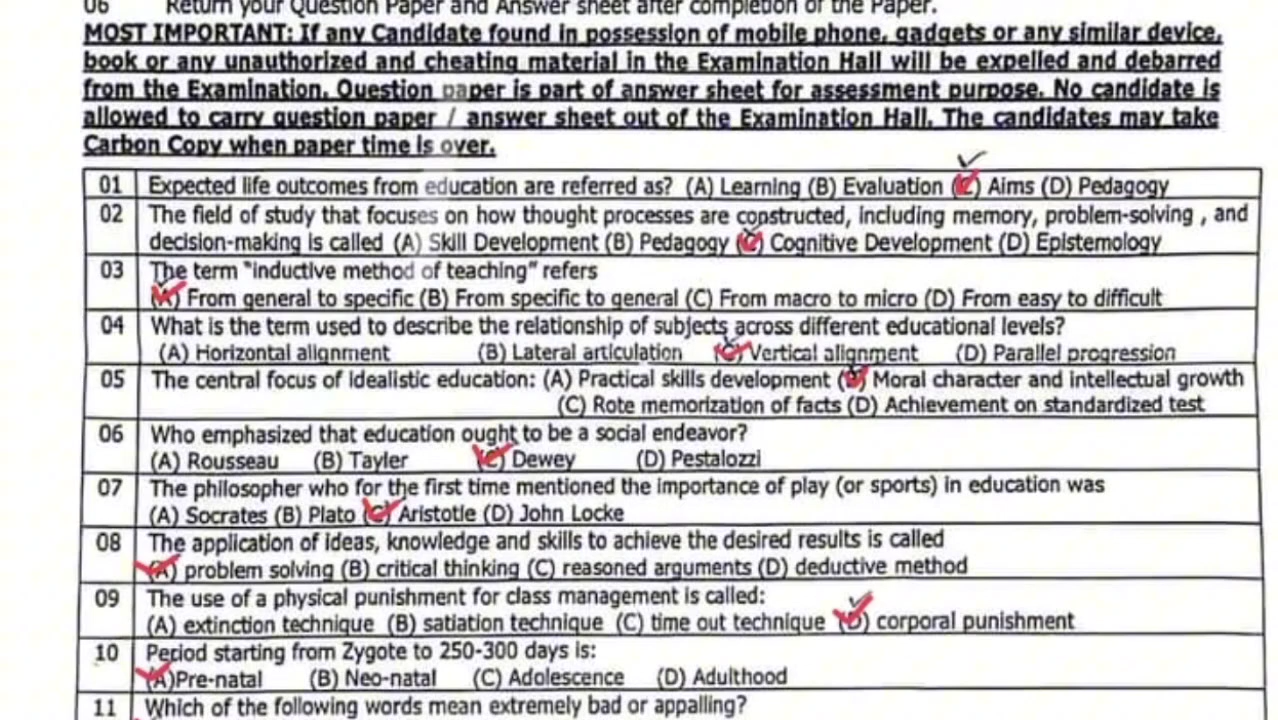 06 Return your Question Paper and Answer sheet after completion of the Paper.
MOST IMPORTANT: If any Candidate found in possession of mobile phone, gadgets or any similar device,
book or any unauthorized and cheating material in the Examination Hall will be expelled and debarred
from the Examination. Question paper is part of answer sheet for assessment purpose. No candidate is
allowed to carry question paper / answer sheet out of the Examination Hall. The candidates may take
Carbon Copy when paper time is over.
01 Expected life outcomes from education are referred as? (A) Learning (B) Evaluation (C) Aims (D) Pedagogy
02 The field of study that focuses on how thought processes are constructed, including memory, problem-solving , and
decision-making is called (A) Skill Development (B) Pedagogy (C) Cognitive Development (D) Epistemology
03 The term "inductive method of teaching" refers
(A) From general to specific (B) From specific to general (C) From macro to micro (D) From easy to difficult
04 What is the term used to describe the relationship of subjects across different educational levels?
(A) Horizontal alignment (B) Lateral articulation (C) Vertical alignment (D) Parallel progression
05 The central focus of idealistic education: (A) Practical skills development (B) Moral character and intellectual growth
(C) Rote memorization of facts (D) Achievement on standardized test
06 Who emphasized that education ought to be a social endeavor?
(A) Rousseau (B) Tayler (C) Dewey (D) Pestalozzi
07 The philosopher who for the first time mentioned the importance of play (or sports) in education was
(A) Socrates (B) Plato (C) Aristotle (D) John Locke
08 The application of ideas, knowledge and skills to achieve the desired results is called
(A) problem solving (B) critical thinking (C) reasoned arguments (D) deductive method
09 The use of a physical punishment for class management is called:
(A) extinction technique (B) satiation technique (C) time out technique (D) corporal punishment
10 Period starting from Zygote to 250-300 days is:
(A)Pre-natal (B) Neo-natal (C) Adolescence (D) Adulthood
11 Which of the following words mean extremely bad or appalling?